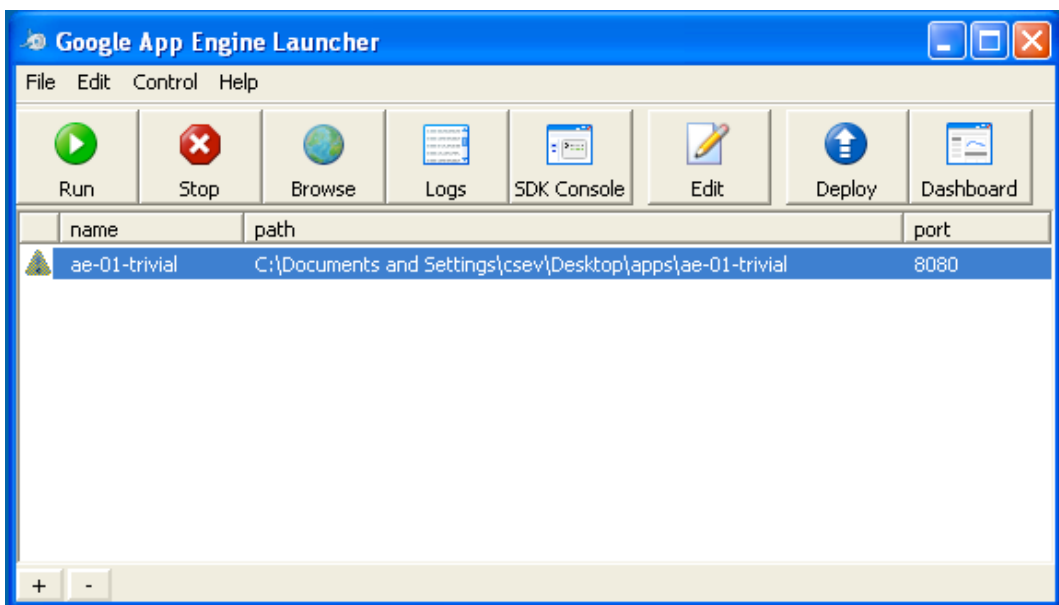 Google App Engine Launcher
File Edit Control Help
Run Stop Browse Logs SDK Console Edit Deploy Dashboard
name path port
ae-01-trivial C:\Documents and Settings\csev\Desktop\apps\ae-01-trivial 8080
+ -